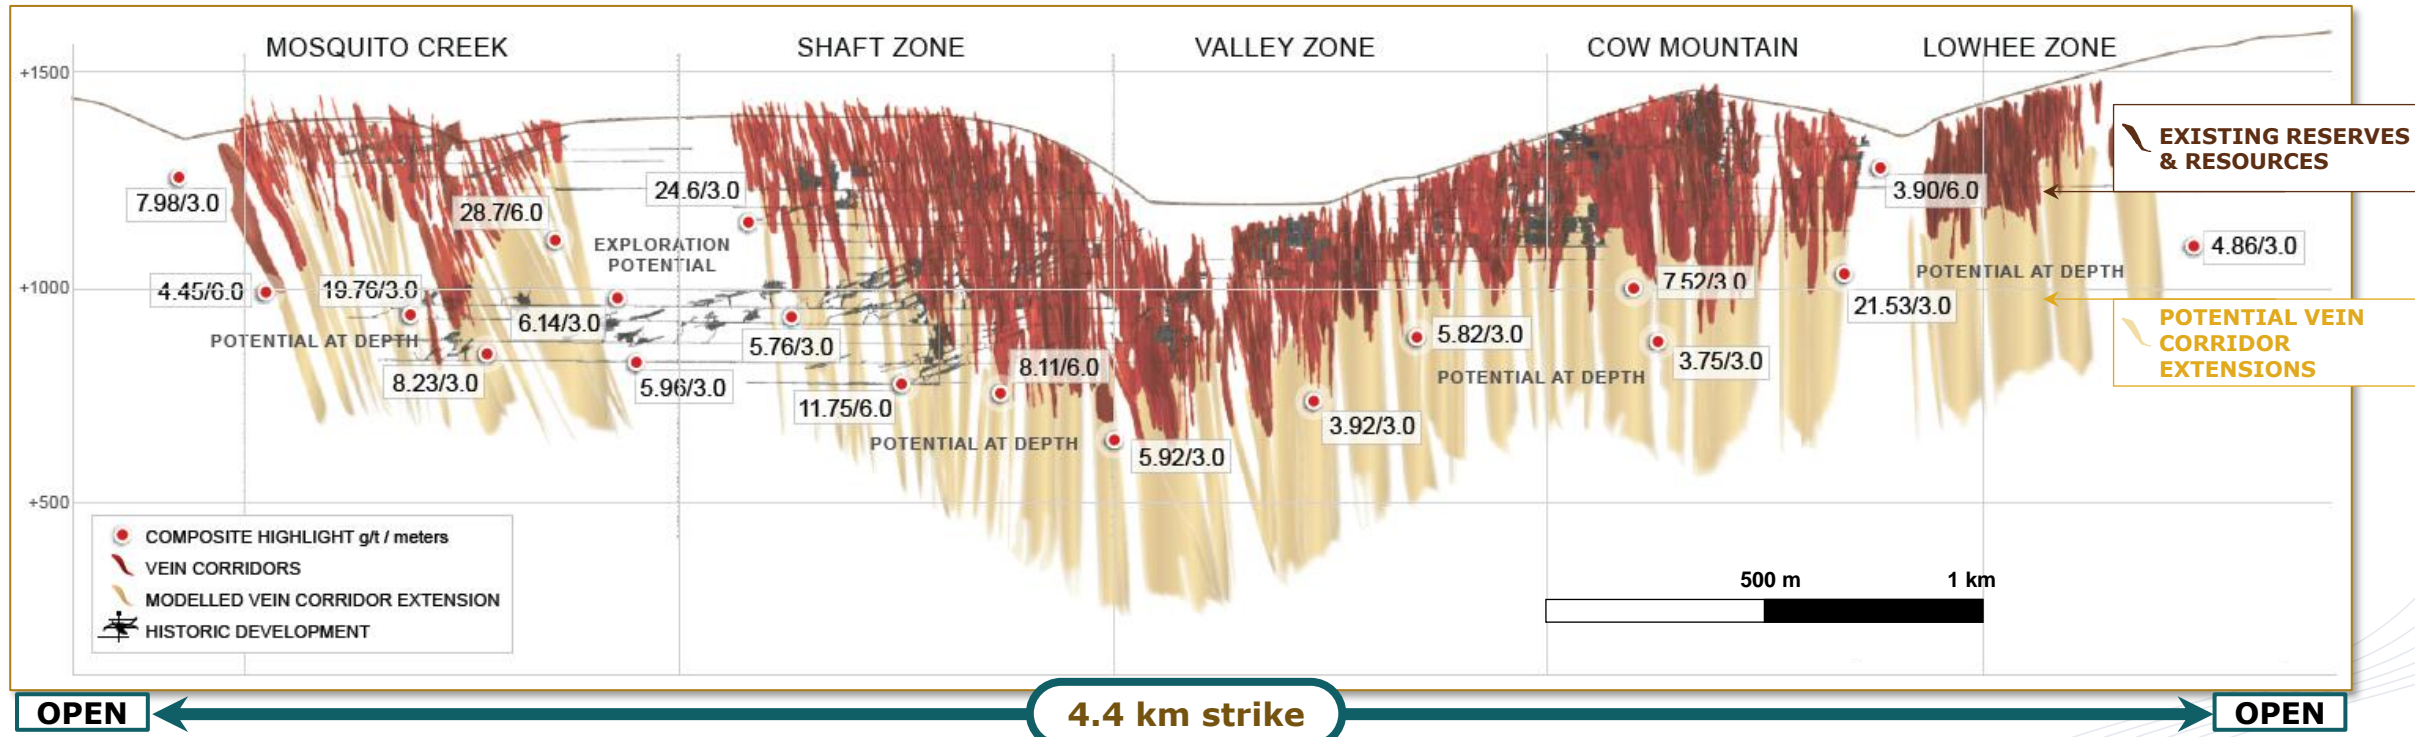 MOSQUITO CREEK
SHAFT ZONE
VALLEY ZONE
COW MOUNTAIN
LOWHEE ZONE
+1500
+1000
+500
EXISTING RESERVES
& RESOURCES
POTENTIAL VEIN
CORRIDOR
EXTENSIONS
7.98/3.0
4.45/6.0
19.76/3.0
28.7/6.0
24.6/3.0
EXPLORATION
POTENTIAL
POTENTIAL AT DEPTH
8.23/3.0
6.14/3.0
5.96/3.0
5.76/3.0
11.75/6.0
8.11/6.0
POTENTIAL AT DEPTH
5.92/3.0
3.92/3.0
5.82/3.0
POTENTIAL AT DEPTH
7.52/3.0
3.75/3.0
21.53/3.0
3.90/6.0
POTENTIAL AT DEPTH
4.86/3.0
COMPOSITE HIGHLIGHT g/t / meters
VEIN CORRIDORS
MODELLED VEIN CORRIDOR EXTENSION
HISTORIC DEVELOPMENT
500 m
1 km
OPEN
4.4 km strike
OPEN